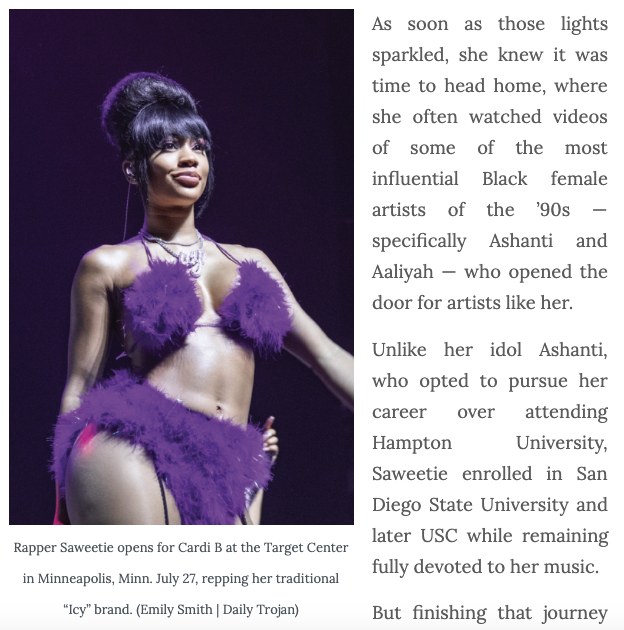 As soon as those lights
sparkled, she knew it was
time to head home, where
she often watched videos
of some of the most
influential Black female
artists of the ’90s —
specifically Ashanti and
Aaliyah — who opened the
door for artists like her.
Unlike her idol Ashanti,
who opted to pursue her
career over attending
Hampton University,
Saweetie enrolled in San
Diego State University and
later USC while remaining
fully devoted to her music.
But finishing that journey
Rapper Saweetie opens for Cardi B at the Target Center
in Minneapolis, Minn. July 27, repping her traditional
“Icy” brand. (Emily Smith | Daily Trojan)